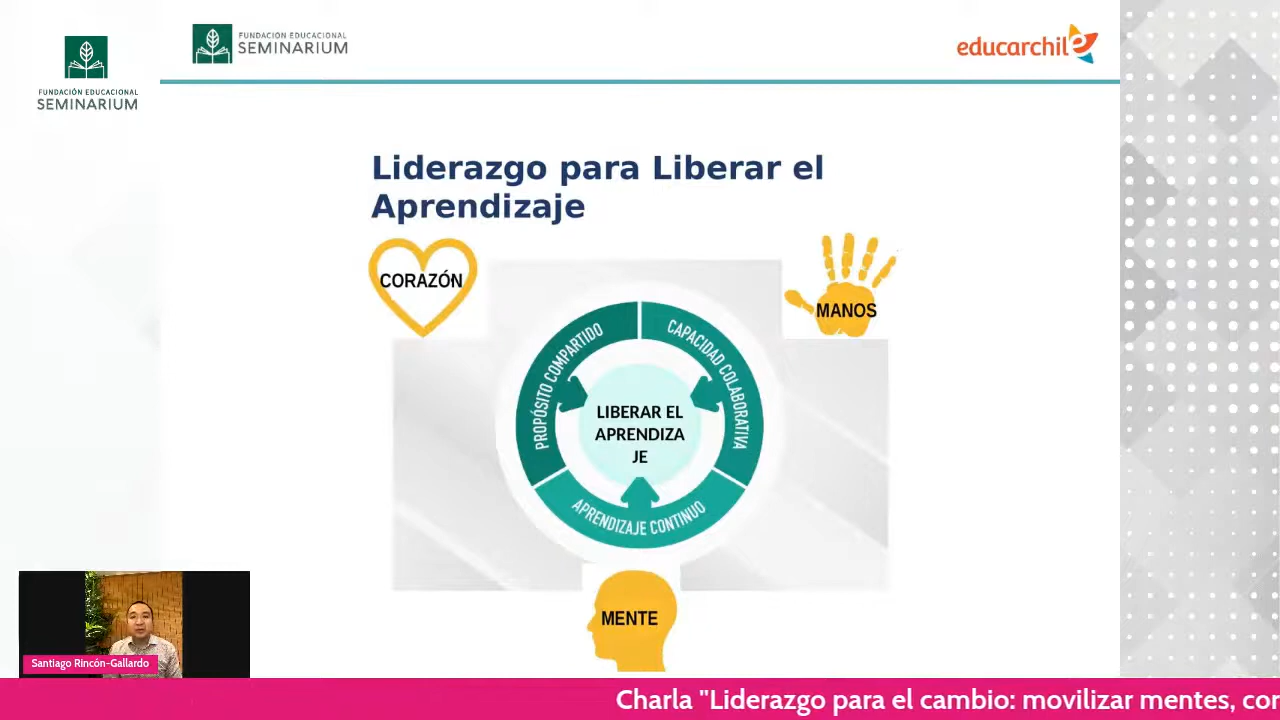 FUNDACIÓN EDUCACIONAL
SEMINARIUM
FUNDACIÓN EDUCACIONAL
SEMINARIUM
educarchile
Liderazgo para Liberar el
Aprendizaje
CORAZÓN
MANOS
PROPÓSITO COMPARTIDO
CAPACIDAD COLABORATIVA
LIBERAR EL
APRENDIZA
JE
APRENDIZAJE CONTINUO
MENTE
Santiago Rincón-Gallardo
Charla "Liderazgo para el cambio: movilizar mentes, cor